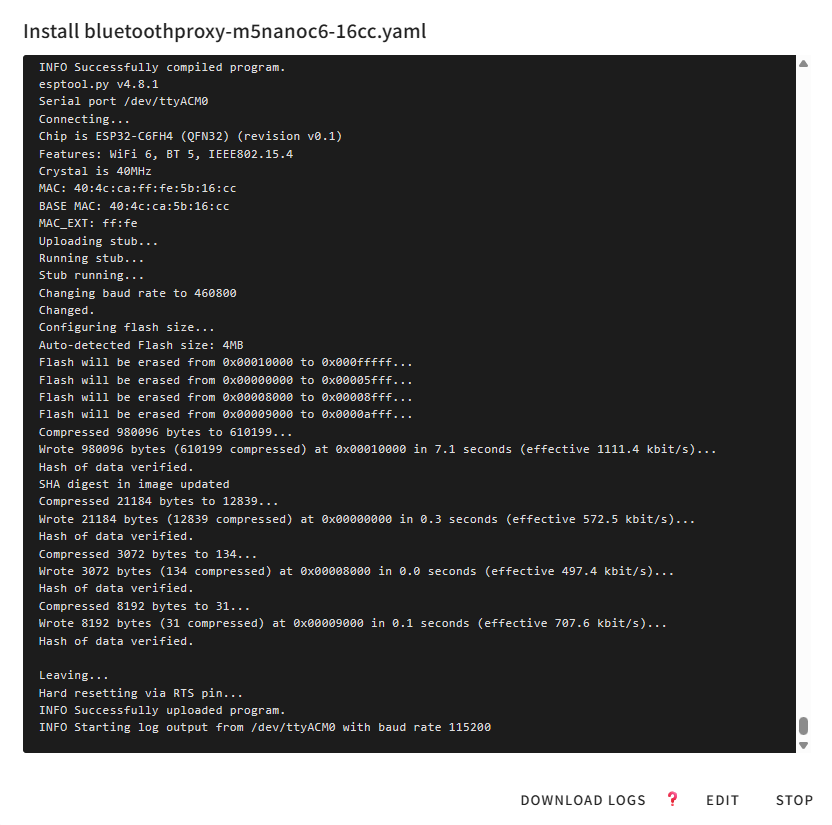 Install bluetoothproxy-m5nanoc6-16cc.yaml
INFO Successfully compiled program.
esptool.py v4.8.1
Serial port /dev/ttyACM0
Connecting...
Chip is ESP32-C6FH4 (QFN32) (revision v0.1)
Features: WiFi 6, BT 5, IEEE802.15.4
Crystal is 40MHz
MAC: 40:4c:ca:ff:fe:5b:16:cc
BASE MAC: 40:4c:ca:5b:16:cc
MAC_EXT: ff:fe
Uploading stub...
Running stub...
Stub running...
Changing baud rate to 460800
Changed.
Configuring flash size...
Auto-detected Flash size: 4MB
Flash will be erased from 0x00010000 to 0x000fffff...
Flash will be erased from 0x00000000 to 0x00005fff...
Flash will be erased from 0x00008000 to 0x00008fff...
Flash will be erased from 0x00009000 to 0x0000afff...
Compressed 980096 bytes to 610199...
Wrote 980096 bytes (610199 compressed) at 0x00010000 in 7.1 seconds (effective 1111.4 kbit/s)...
Hash of data verified.
SHA digest in image updated
Compressed 21184 bytes to 12839...
Wrote 21184 bytes (12839 compressed) at 0x00000000 in 0.3 seconds (effective 572.5 kbit/s)...
Hash of data verified.
Compressed 3072 bytes to 134...
Wrote 3072 bytes (134 compressed) at 0x00008000 in 0.0 seconds (effective 497.4 kbit/s)...
Hash of data verified.
Compressed 8192 bytes to 31...
Wrote 8192 bytes (31 compressed) at 0x00009000 in 0.1 seconds (effective 707.6 kbit/s)...
Hash of data verified.
Leaving...
Hard resetting via RTS pin...
INFO Successfully uploaded program.
INFO Starting log output from /dev/ttyACM0 with baud rate 115200
DOWNLOAD LOGS ❓ EDIT STOP